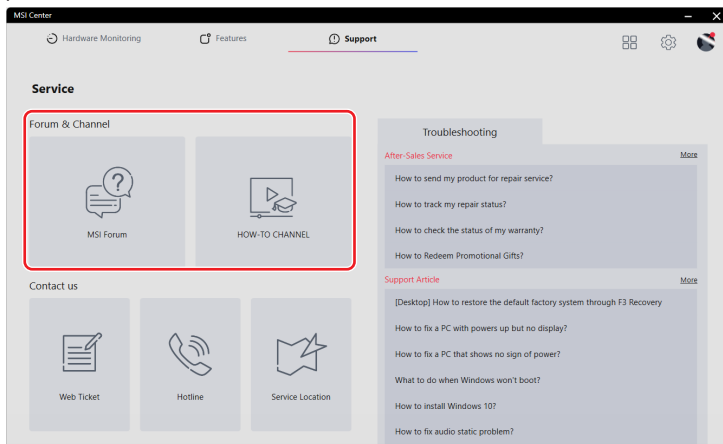 MSI Center
Hardware Monitoring
Features
Support
Service
Forum & Channel
MSI Forum
HOW-TO CHANNEL
Contact us
Web Ticket
Hotline
Service Location
Troubleshooting
After-Sales Service
More
How to send my product for repair service?
How to track my repair status?
How to check the status of my warranty?
How to Redeem Promotional Gifts?
Support Article
More
[Desktop] How to restore the default factory system through F3 Recovery
How to fix a PC with powers up but no display?
How to fix a PC that shows no sign of power?
What to do when Windows won't boot?
How to install Windows 10?
How to fix audio static problem?